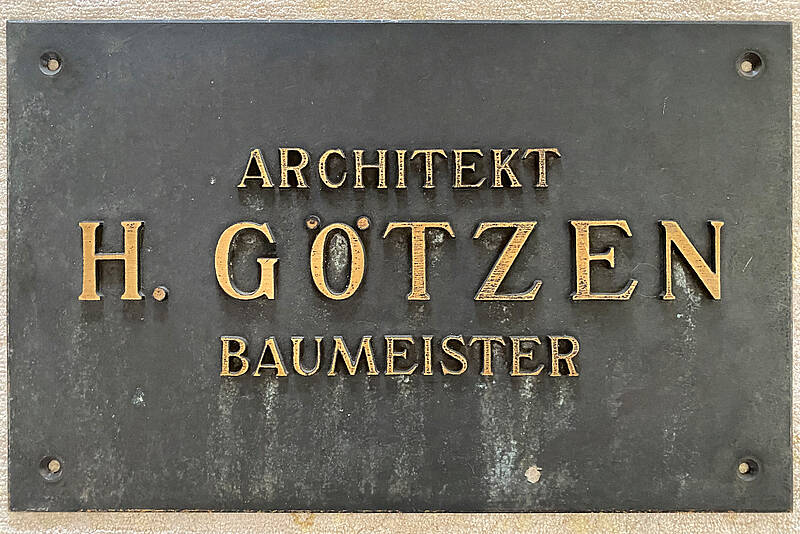 ARCHITEKT
H. GÖTZEN
BAUMEISTER